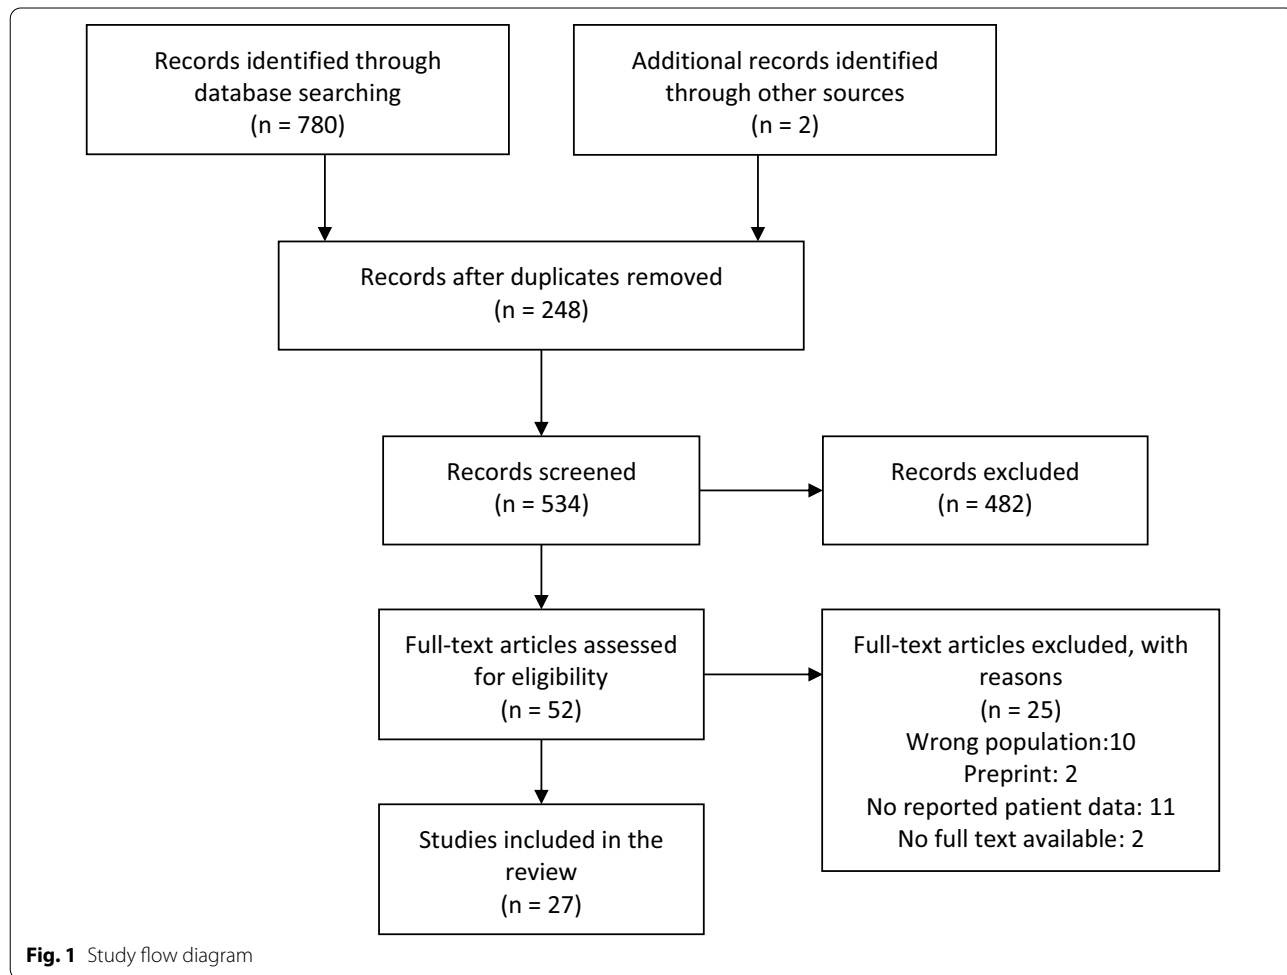 Records identified through
database searching
(n = 780)
Additional records identified
through other sources
(n = 2)
Records after duplicates removed
(n = 248)
Records screened
(n = 534)
Records excluded
(n = 482)
Full-text articles assessed
for eligibility
(n = 52)
Full-text articles excluded, with
reasons
(n = 25)
Wrong population:10
Preprint: 2
No reported patient data: 11
No full text available: 2
Studies included in the
review
(n = 27)
Fig. 1 Study flow diagram